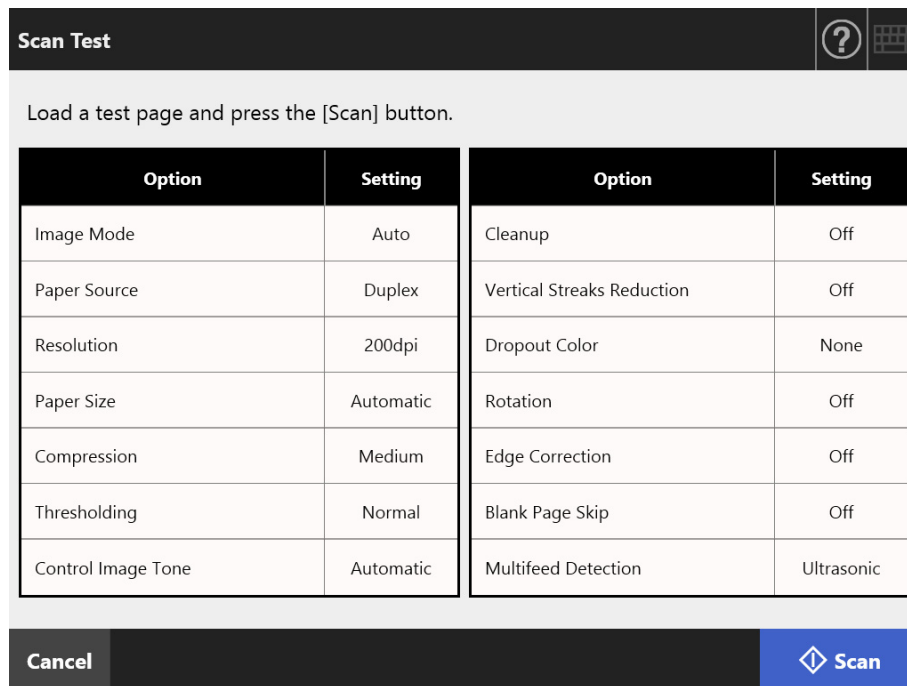 Scan Test
Load a test page and press the [Scan] button.
Option Setting Option Setting
Image Mode Auto Cleanup Off
Paper Source Duplex Vertical Streaks Reduction Off
Resolution 200dpi Dropout Color None
Paper Size Automatic Rotation Off
Compression Medium Edge Correction Off
Thresholding Normal Blank Page Skip Off
Control Image Tone Automatic Multifeed Detection Ultrasonic
Cancel Scan